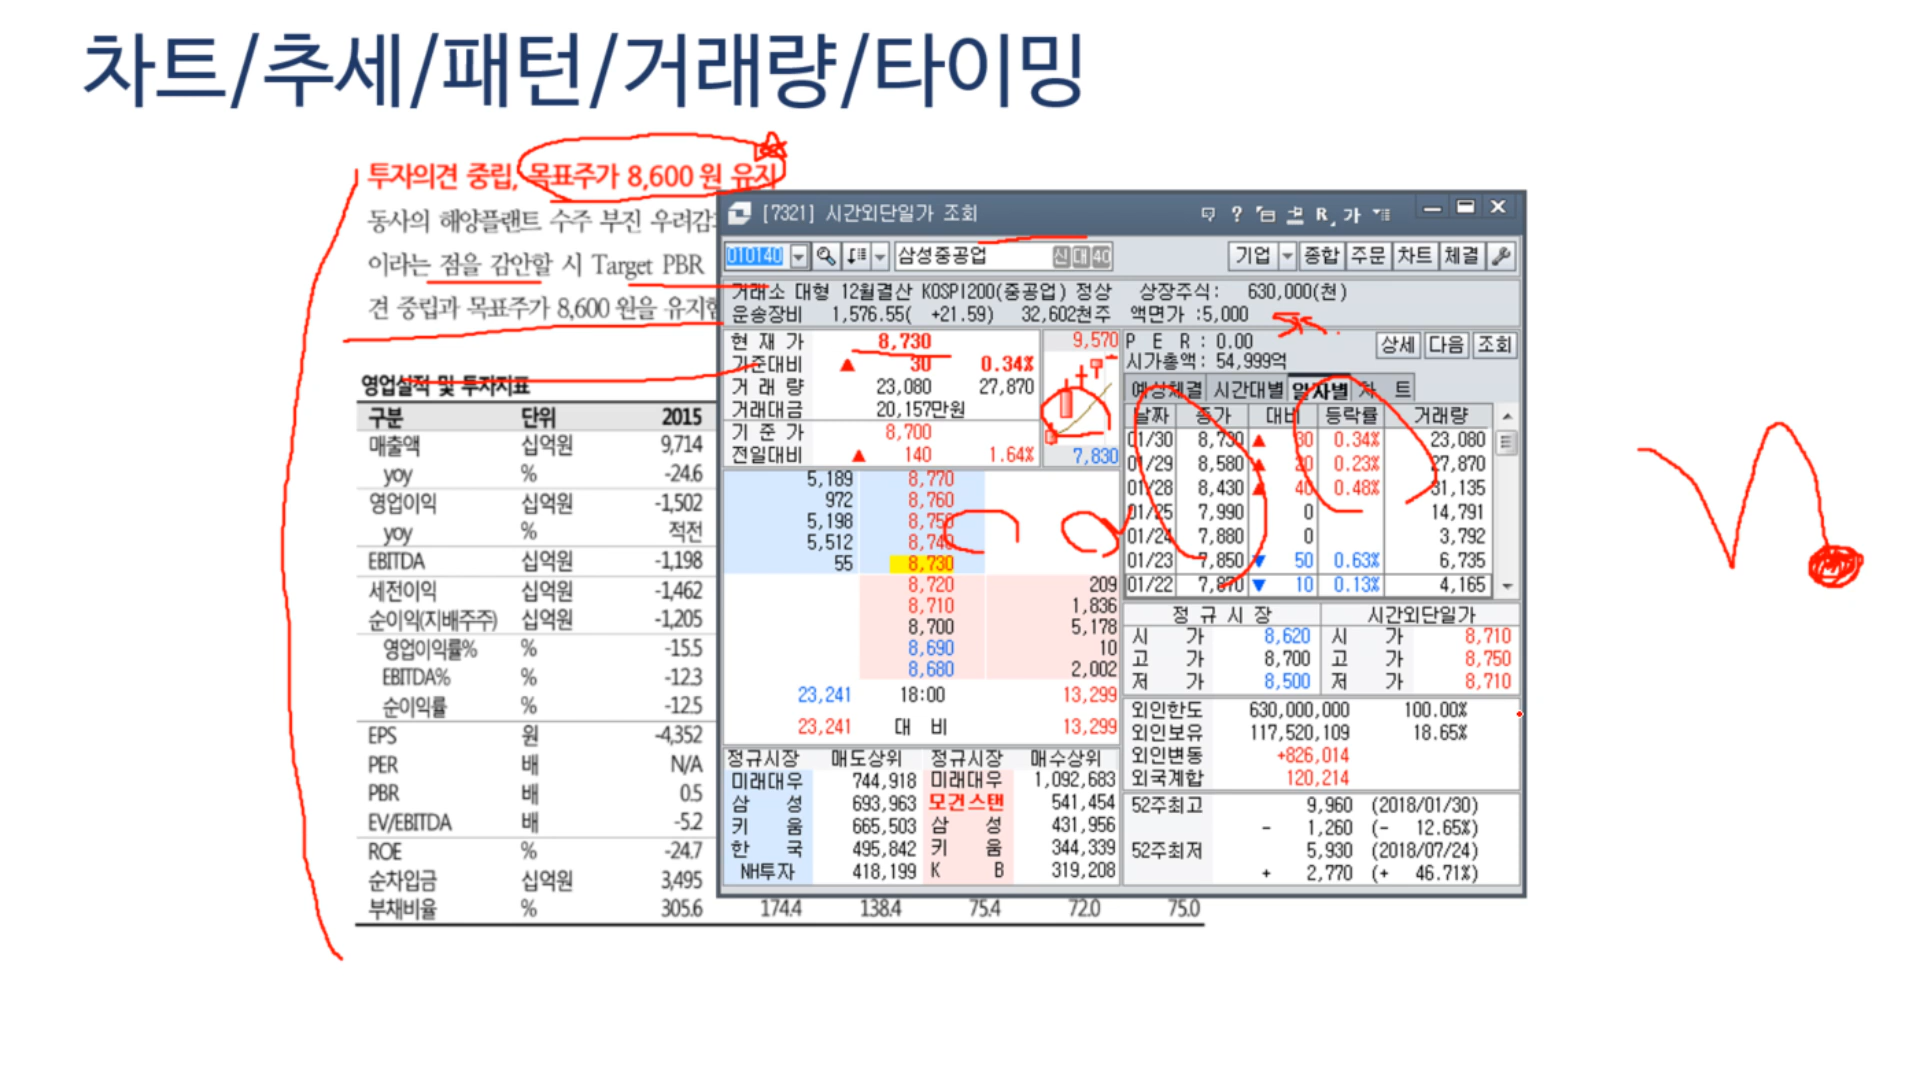 차트/추세/패턴/거래량/타이밍
투자의견 중립, 목표주가 8,600 원 유지
동사의 해양플랜트 수주 부진 우려감
이라는 점을 감안할 시 Target PBR
견 중립과 목표주가 8,600 원을 유지함
영업실적 및 투자지표
구분 단위 2015
매출액 십억원 9,714
yoy % -24.6
영업이익 십억원 -1,502
yoy % 적전
EBITDA 십억원 -1,198
세전이익 십억원 -1,462
순이익(지배주주) 십억원 -1,205
영업이익률% % -15.5
EBITDA% % -12.3
순이익률 % -12.5
EPS 원 -4,352
PER 배 N/A
PBR 배 0.5
EV/EBITDA 배 -5.2
ROE % -24.7
순차입금 십억원 3,495
부채비율 % 305.6 174.4 138.4 75.4 72.0 75.0
[7321] 시간외단일가 조회
010140 삼성중공업 신 대 40 기업 종합 주문 차트 체결
거래소 대형 12월결산 KOSPI200(중공업) 정상 상장주식: 630,000(천)
운송장비 1,576.55( +21.59) 32,602천주 액면가 :5,000
현재가 8,730 9,570
기준대비 ▲ 30 0.34%
거래량 23,080 27,870
거래대금 20,157만원
기준가 8,700
전일대비 ▲ 140 1.64% 7,830
P E R : 0.00 상세 다음 조회
시가총액: 54,999억
예상체결 시간대별 일자별 차트
날짜 종가 대비 등락률 거래량
01/30 8,730 ▲ 30 0.34% 23,080
01/29 8,580 ▲ 20 0.23% 27,870
01/28 8,430 ▲ 40 0.48% 31,135
01/25 7,990 0 14,791
01/24 7,880 0 3,792
01/23 7,850 ▼ 50 0.63% 6,735
01/22 7,870 ▼ 10 0.13% 4,165
5,189 8,770
972 8,760
5,198 8,750
5,512 8,740
55 8,730
8,720 209
8,710 1,836
8,700 5,178
8,690 10
8,680 2,002
23,241 18:00 13,299
23,241 대 비 13,299
정규시장 매도상위 정규시장 매수상위
미래대우 744,918 미래대우 1,092,683
삼 성 693,963 모건스탠 541,454
키 움 665,503 삼 성 431,956
한 국 495,842 키 움 344,339
NH투자 418,199 K B 319,208
정 규 시 장 시간외단일가
시 가 8,620 시 가 8,710
고 가 8,700 고 가 8,750
저 가 8,500 저 가 8,710
외인한도 630,000,000 100.00%
외인보유 117,520,109 18.65%
외인변동 +826,014
외국계합 120,214
52주최고 9,960 (2018/01/30)
- 1,260 (- 12.65%)
52주최저 5,930 (2018/07/24)
+ 2,770 (+ 46.71%)